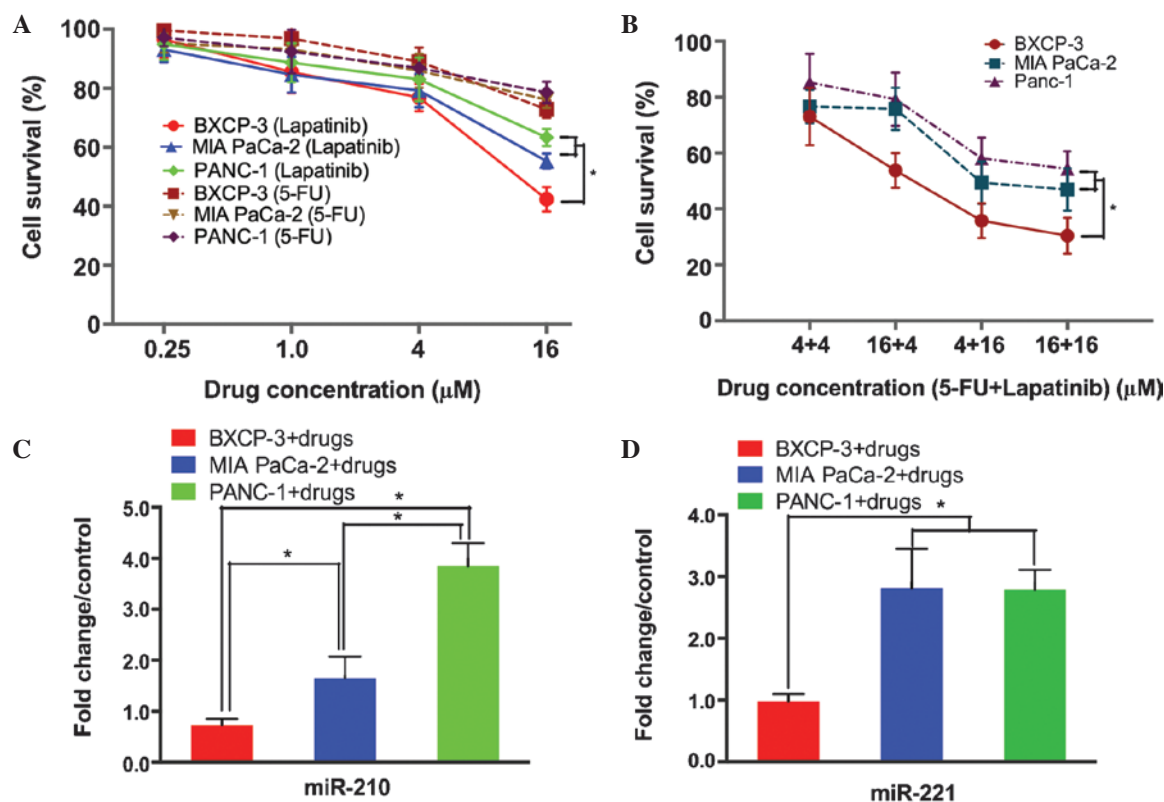 A
Cell survival (%)
100
80
60
40
20
0
BXCP-3 (Lapatinib)
MIA PaCa-2 (Lapatinib)
PANC-1 (Lapatinib)
BXCP-3 (5-FU)
MIA PaCa-2 (5-FU)
PANC-1 (5-FU)
*
0.25 1.0 4 16
Drug concentration (μM)
B
Cell survival (%)
100
80
60
40
20
0
BXCP-3
MIA PaCa-2
Panc-1
*
4+4 16+4 4+16 16+16
Drug concentration (5-FU+Lapatinib) (μM)
C
BXCP-3+drugs
MIA PaCa-2+drugs
PANC-1+drugs
Fold change/control
5.0
4.0
3.0
2.0
1.0
0.0
*
*
*
miR-210
D
BXCP-3+drugs
MIA PaCa-2+drugs
PANC-1+drugs
Fold change/control
4.0
3.0
2.0
1.0
0.0
*
miR-221